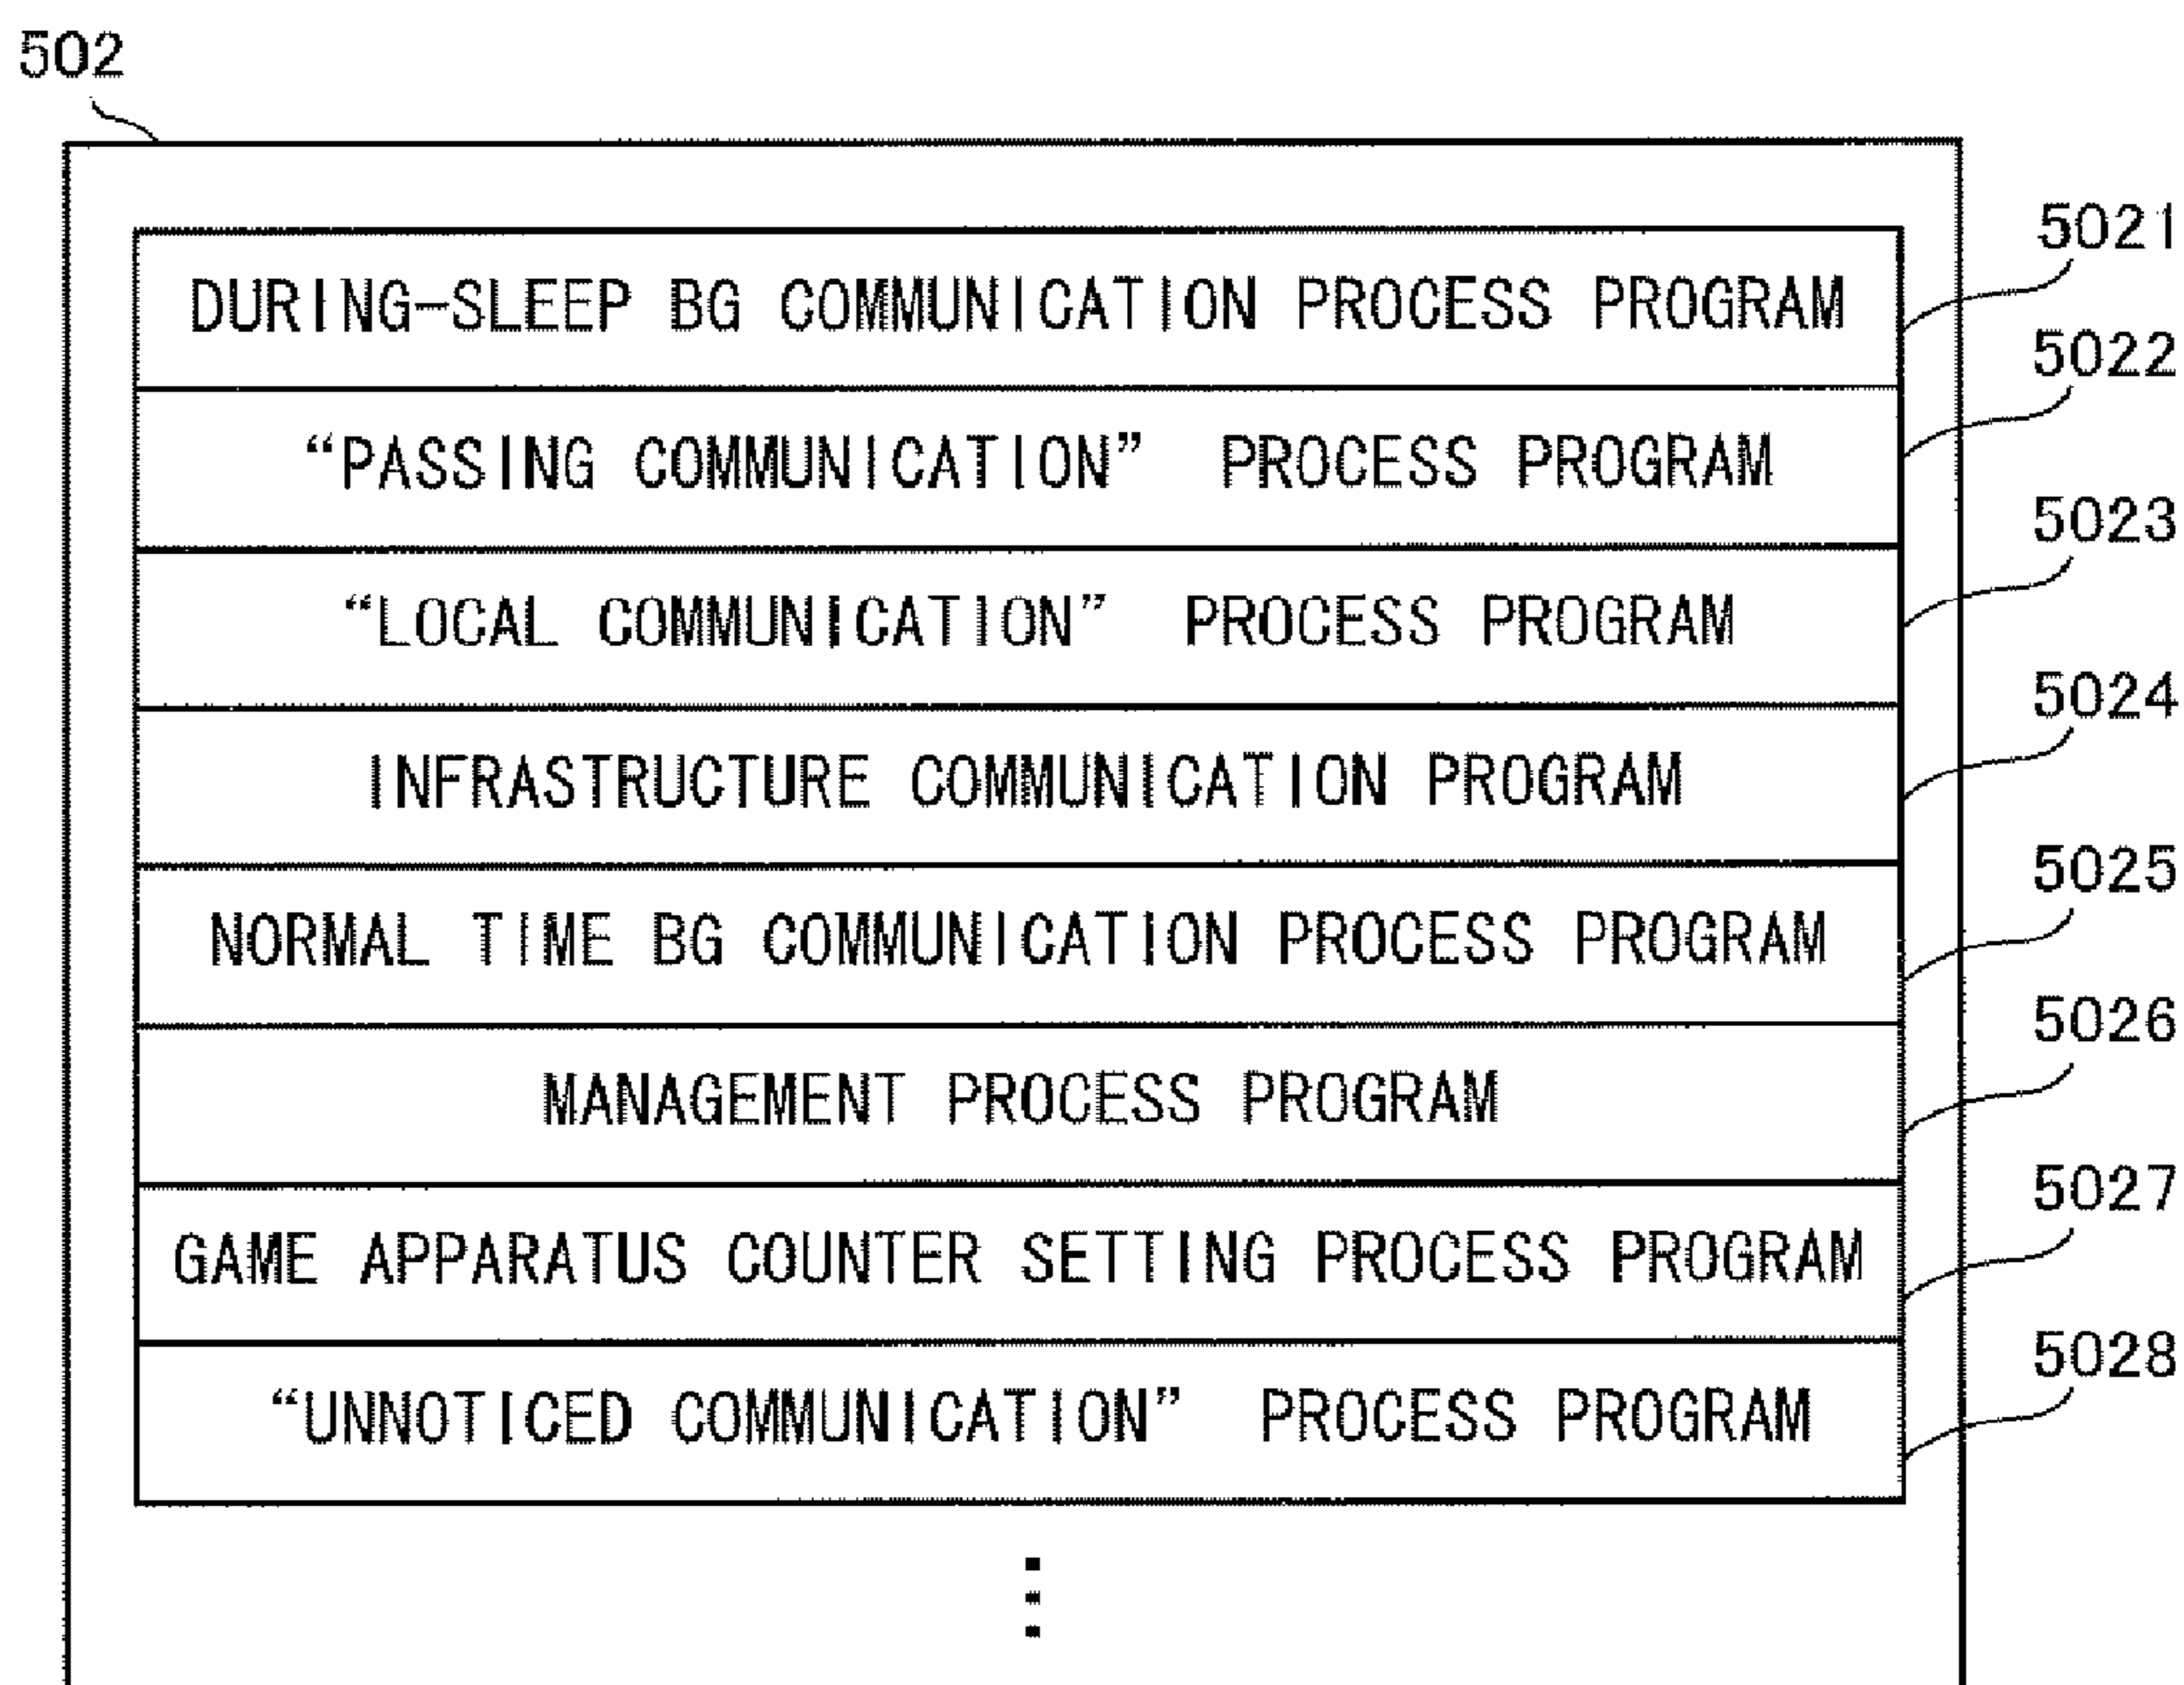 502
DURING-SLEEP BG COMMUNICATION PROCESS PROGRAM
5021
“PASSING COMMUNICATION” PROCESS PROGRAM
5022
“LOCAL COMMUNICATION” PROCESS PROGRAM
5023
INFRASTRUCTURE COMMUNICATION PROGRAM
5024
NORMAL TIME BG COMMUNICATION PROCESS PROGRAM
5025
MANAGEMENT PROCESS PROGRAM
5026
GAME APPARATUS COUNTER SETTING PROCESS PROGRAM
5027
“UNNOTICED COMMUNICATION” PROCESS PROGRAM
5028